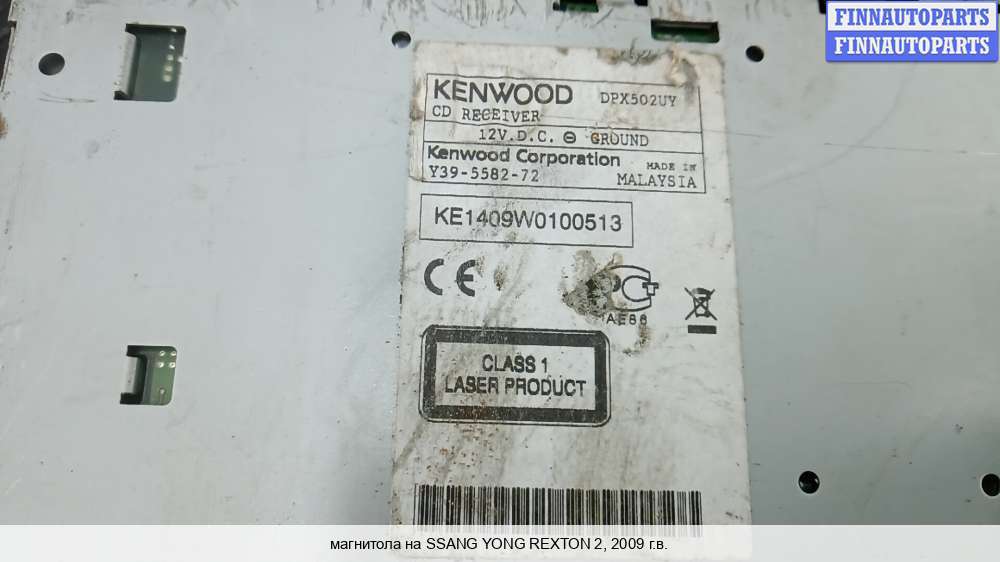 FINNAUTOPARTS
FINNAUTOPARTS
KENWOOD DPX502UY
CD RECEIVER
12V.D.C. ⊖ GROUND
Kenwood Corporation MADE IN
Y39-5582-72 MALAYSIA
KE1409W0100513
CE
AE68
CLASS 1
LASER PRODUCT
магнитола на SSANG YONG REXTON 2, 2009 г.в.